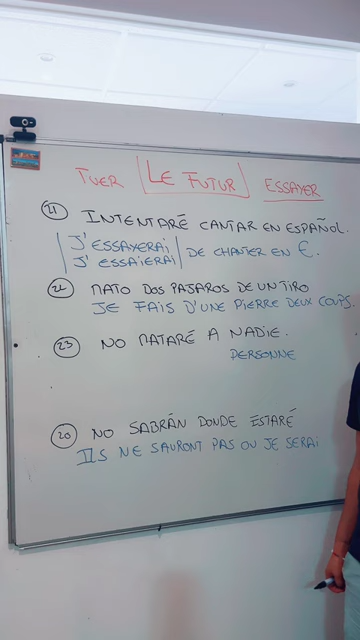 TUER LE FUTUR ESSAYER
21 INTENTARÉ CANTAR EN ESPAÑOL.
J'ESSAYERAI
J'ESSAIERAI DE CHANTER EN E.
22 MATO DOS PÁJAROS DE UN TIRO
JE FAIS D'UNE PIERRE DEUX COUPS.
23 NO MATARÉ A NADIE.
PERSONNE
20 NO SABRÁN DONDE ESTARÉ
ILS NE SAURONT PAS OU JE SERAI